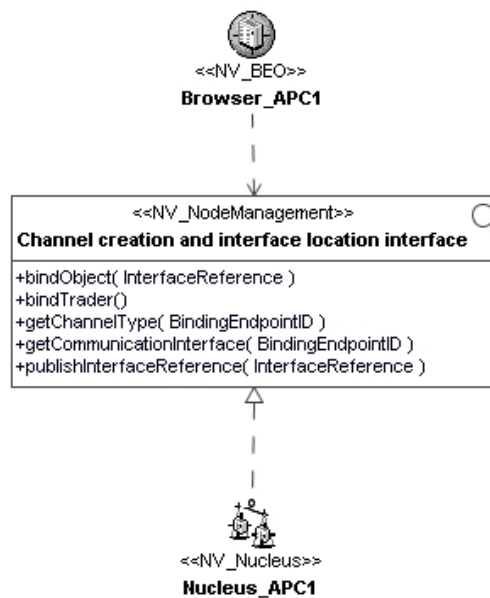 <<NV_BEO>>
Browser_APC1
<<NV_NodeManagement>>
Channel creation and interface location interface
+bindObject( InterfaceReference )
+bindTrader()
+getChannelType( BindingEndpointID )
+getCommunicationInterface( BindingEndpointID )
+publishInterfaceReference( InterfaceReference )
<<NV_Nucleus>>
Nucleus_APC1